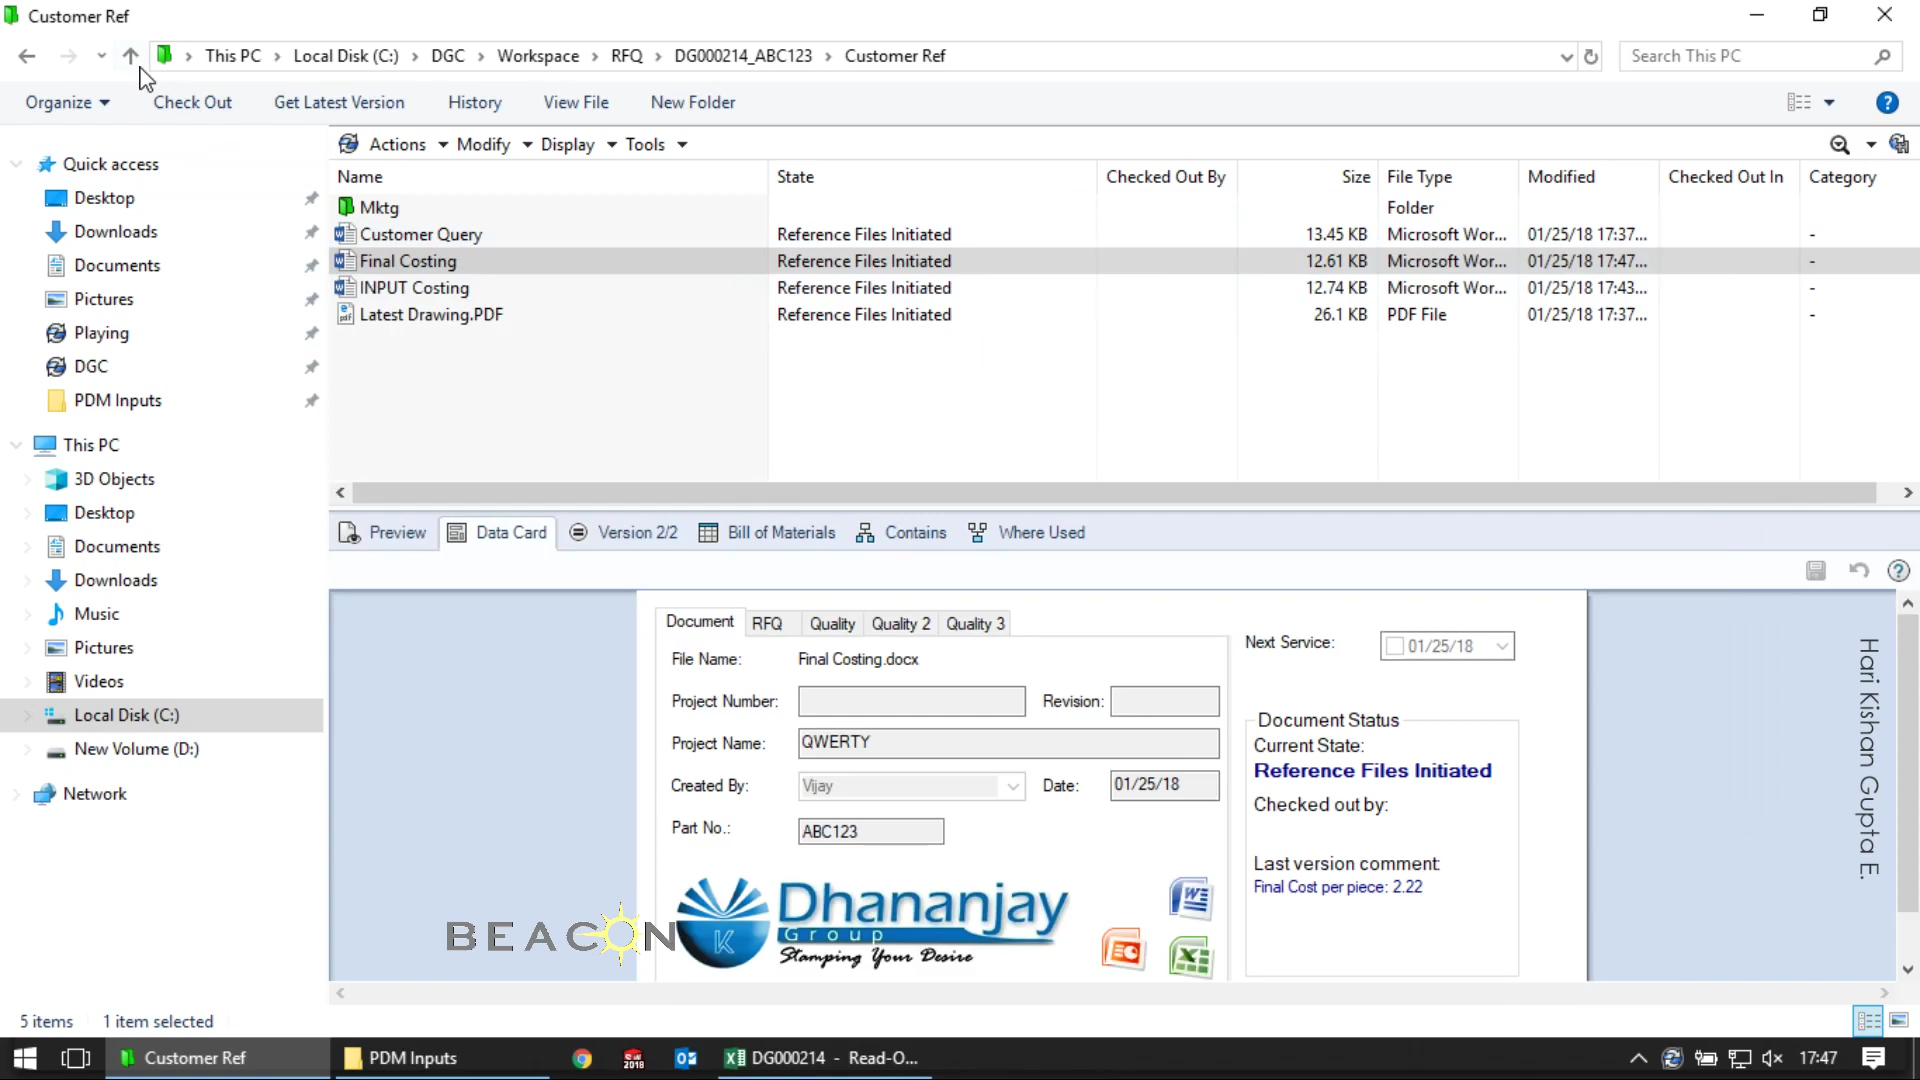 Customer Ref
This PC
Local Disk (C:)
DGC
Workspace
RFQ
DG000214_ABC123
Customer Ref
Search This PC
Organize
Check Out
Get Latest Version
History
View File
New Folder
?
Quick access
Desktop
Downloads
Documents
Pictures
Playing
DGC
PDM Inputs
This PC
3D Objects
Desktop
Documents
Downloads
Music
Pictures
Videos
Local Disk (C:)
New Volume (D:)
Network
Actions
Modify
Display
Tools
Name State Checked Out By Size File Type Modified Checked Out In Category
Mktg Folder
Customer Query Reference Files Initiated 13.45 KB Microsoft Wor... 01/25/18 17:37... -
Final Costing Reference Files Initiated 12.61 KB Microsoft Wor... 01/25/18 17:47... -
INPUT Costing Reference Files Initiated 12.74 KB Microsoft Wor... 01/25/18 17:43... -
Latest Drawing.PDF Reference Files Initiated 26.1 KB PDF File 01/25/18 17:37... -
Preview
Data Card
Version 2/2
Bill of Materials
Contains
Where Used
?
Document
RFQ
Quality
Quality 2
Quality 3
File Name: Final Costing.docx
Project Number:
Revision:
Project Name: QWERTY
Created By: Vijay
Date: 01/25/18
Part No.: ABC123
Next Service: 01/25/18
Document Status
Current State:
Reference Files Initiated
Checked out by:
Last version comment:
Final Cost per piece: 2.22
Hari Kishan Gupta E.
BEACON
K
Dhananjay
Group
Stamping Your Desire
5 items
1 item selected
Customer Ref
PDM Inputs
SW
2018
DG000214 - Read-O...
17:47